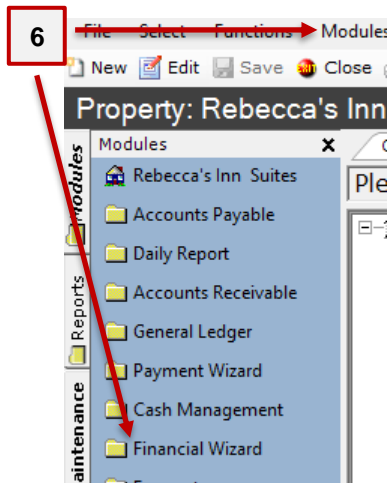 6
File Select Functions Modules
New Edit Save Close
Property: Rebecca's Inn
Modules
Modules x
Rebecca's Inn Suites
Ple
Accounts Payable
Daily Report
Reports
Accounts Receivable
General Ledger
Payment Wizard
Cash Management
aintenance
Financial Wizard